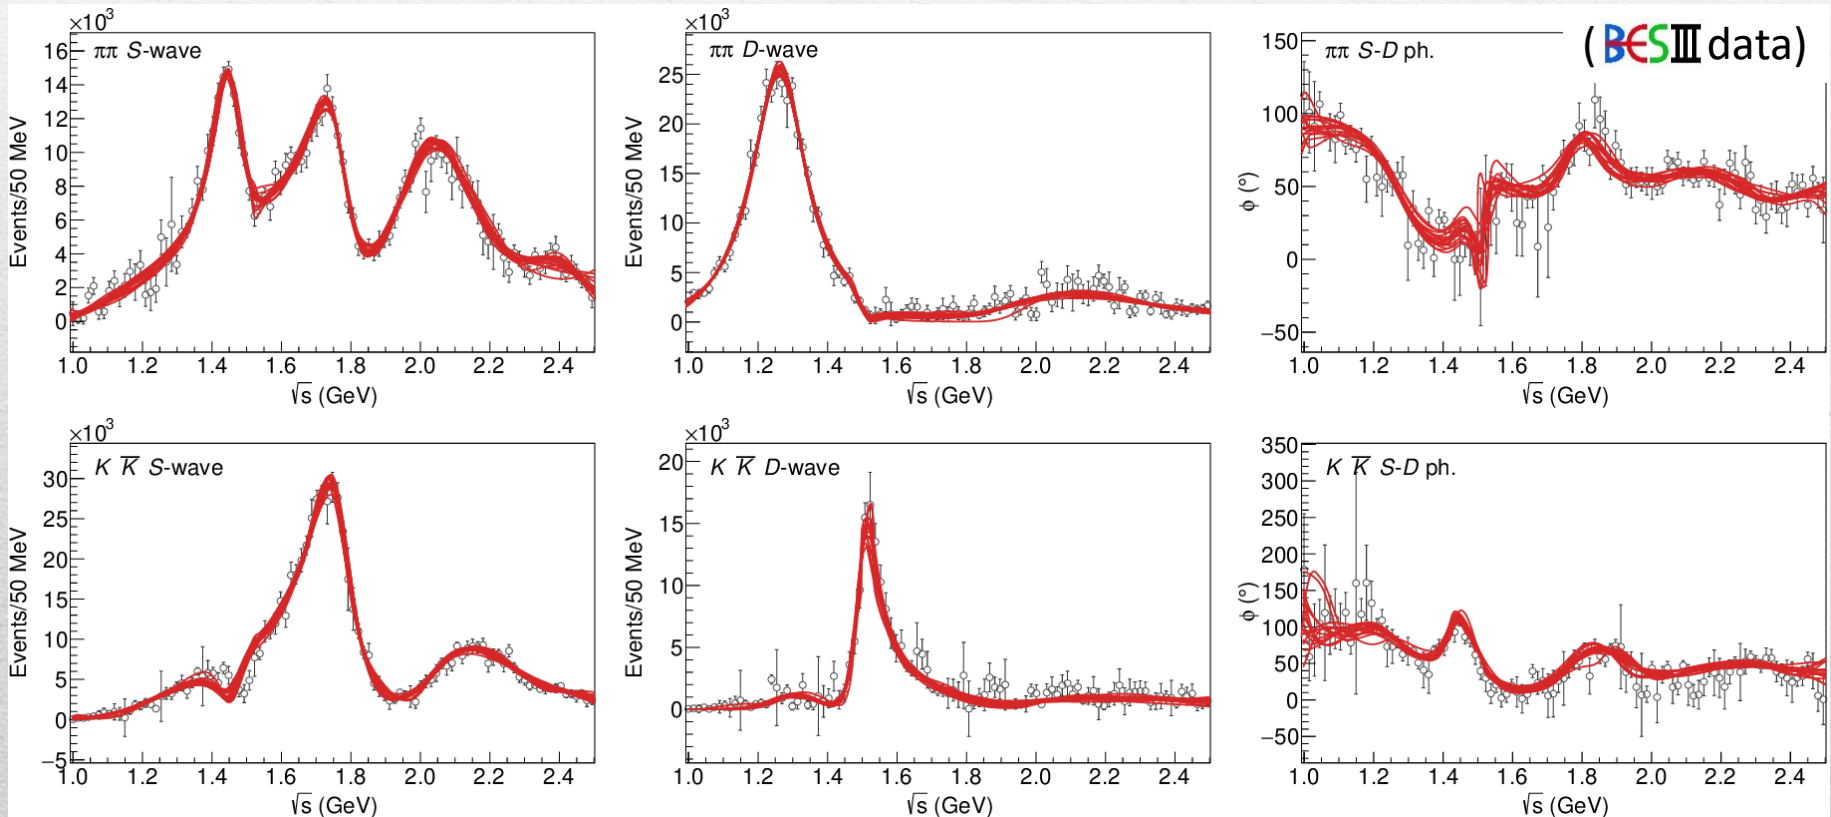 ×10³
ππ S-wave
16
14
12
10
8
6
4
2
0
Events/50 MeV
1.0 1.2 1.4 1.6 1.8 2.0 2.2 2.4
√s (GeV)
×10³
ππ D-wave
25
20
15
10
5
0
Events/50 MeV
1.0 1.2 1.4 1.6 1.8 2.0 2.2 2.4
√s (GeV)
(BESIII data)
ππ S-D ph.
150
100
50
0
−50
ϕ (°)
1.0 1.2 1.4 1.6 1.8 2.0 2.2 2.4
√s (GeV)
×10³
K K̅ S-wave
30
25
20
15
10
5
0
−5
Events/50 MeV
1.0 1.2 1.4 1.6 1.8 2.0 2.2 2.4
√s (GeV)
×10³
K K̅ D-wave
20
15
10
5
0
Events/50 MeV
1.0 1.2 1.4 1.6 1.8 2.0 2.2 2.4
√s (GeV)
K K̅ S-D ph.
350
300
250
200
150
100
50
0
−50
ϕ (°)
1.0 1.2 1.4 1.6 1.8 2.0 2.2 2.4
√s (GeV)